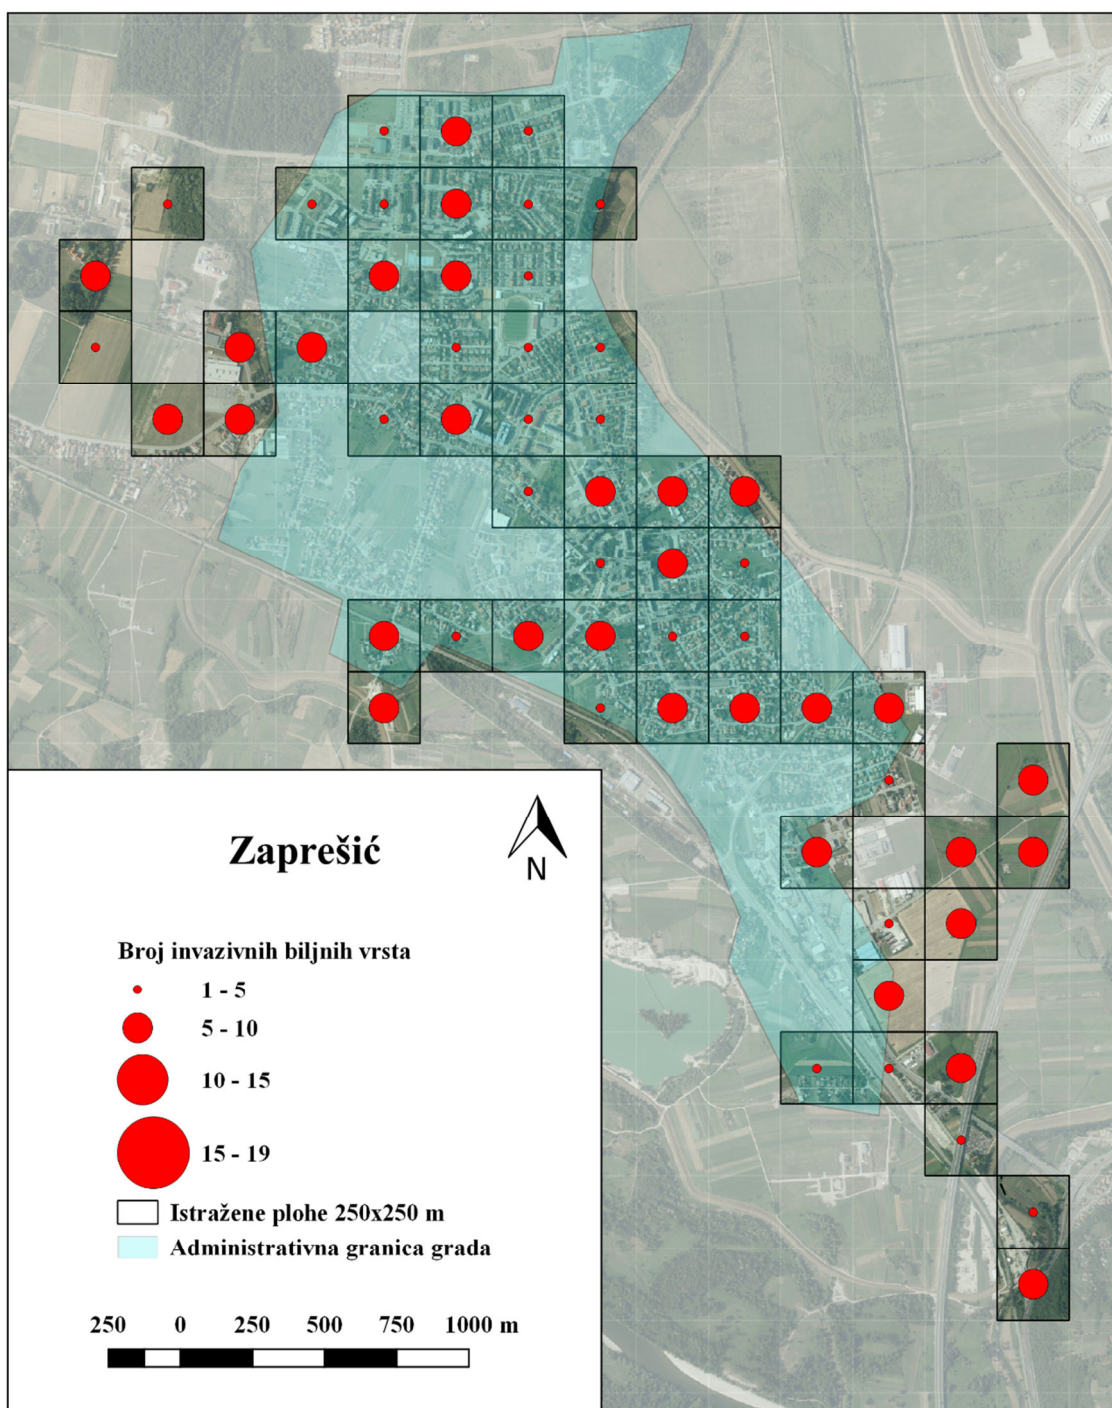 Zaprešić
N
Broj invazivnih biljnih vrsta
1 - 5
5 - 10
10 - 15
15 - 19
Istražene plohe 250x250 m
Administrativna granica grada
250 0 250 500 750 1000 m